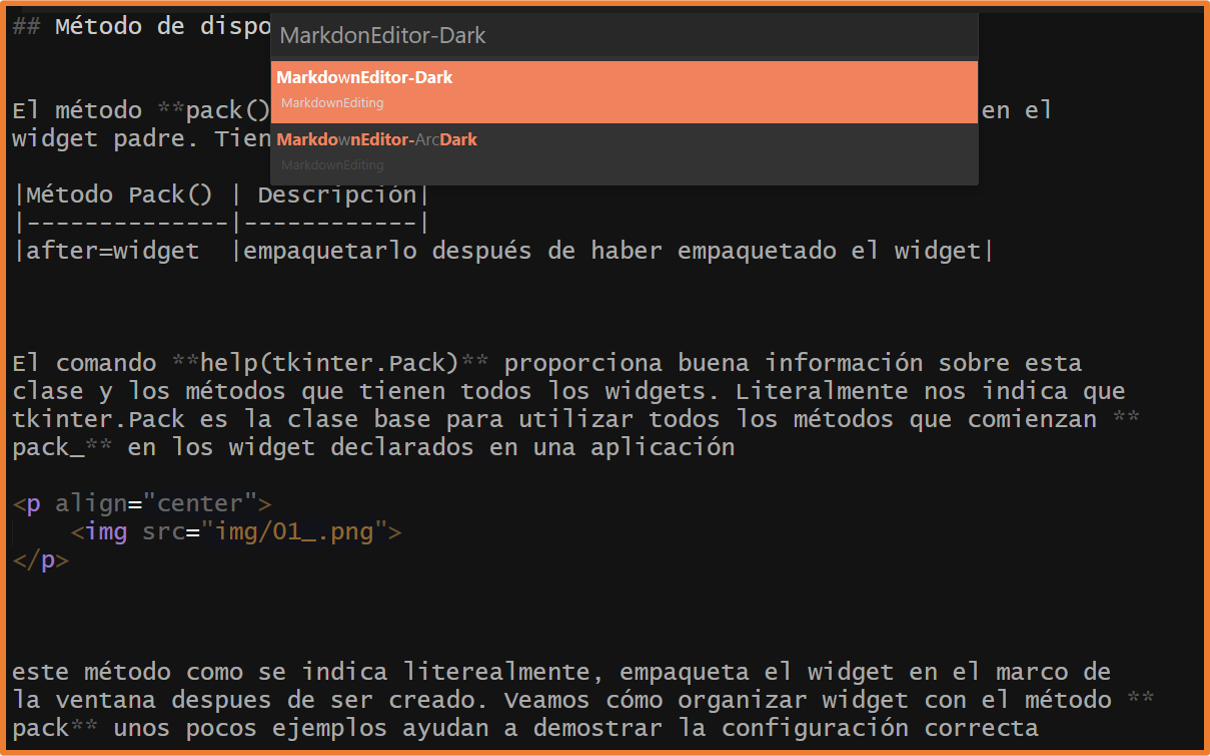 ## Método de dispo
MarkdonEditor-Dark
MarkdownEditor-Dark
MarkdownEditing
MarkdownEditor-ArcDark
MarkdownEditing
El método **pack() en el
widget padre. Tien
|Método Pack() | Descripción|
|--------------|------------|
|after=widget  |empaquetarlo después de haber empaquetado el widget|
El comando **help(tkinter.Pack)** proporciona buena información sobre esta
clase y los métodos que tienen todos los widgets. Literalmente nos indica que
tkinter.Pack es la clase base para utilizar todos los métodos que comienzan **
pack_** en los widget declarados en una aplicación
<p align="center">
    <img src="img/01_.png">
</p>
este método como se indica literealmente, empaqueta el widget en el marco de
la ventana despues de ser creado. Veamos cómo organizar widget con el método **
pack** unos pocos ejemplos ayudan a demostrar la configuración correcta